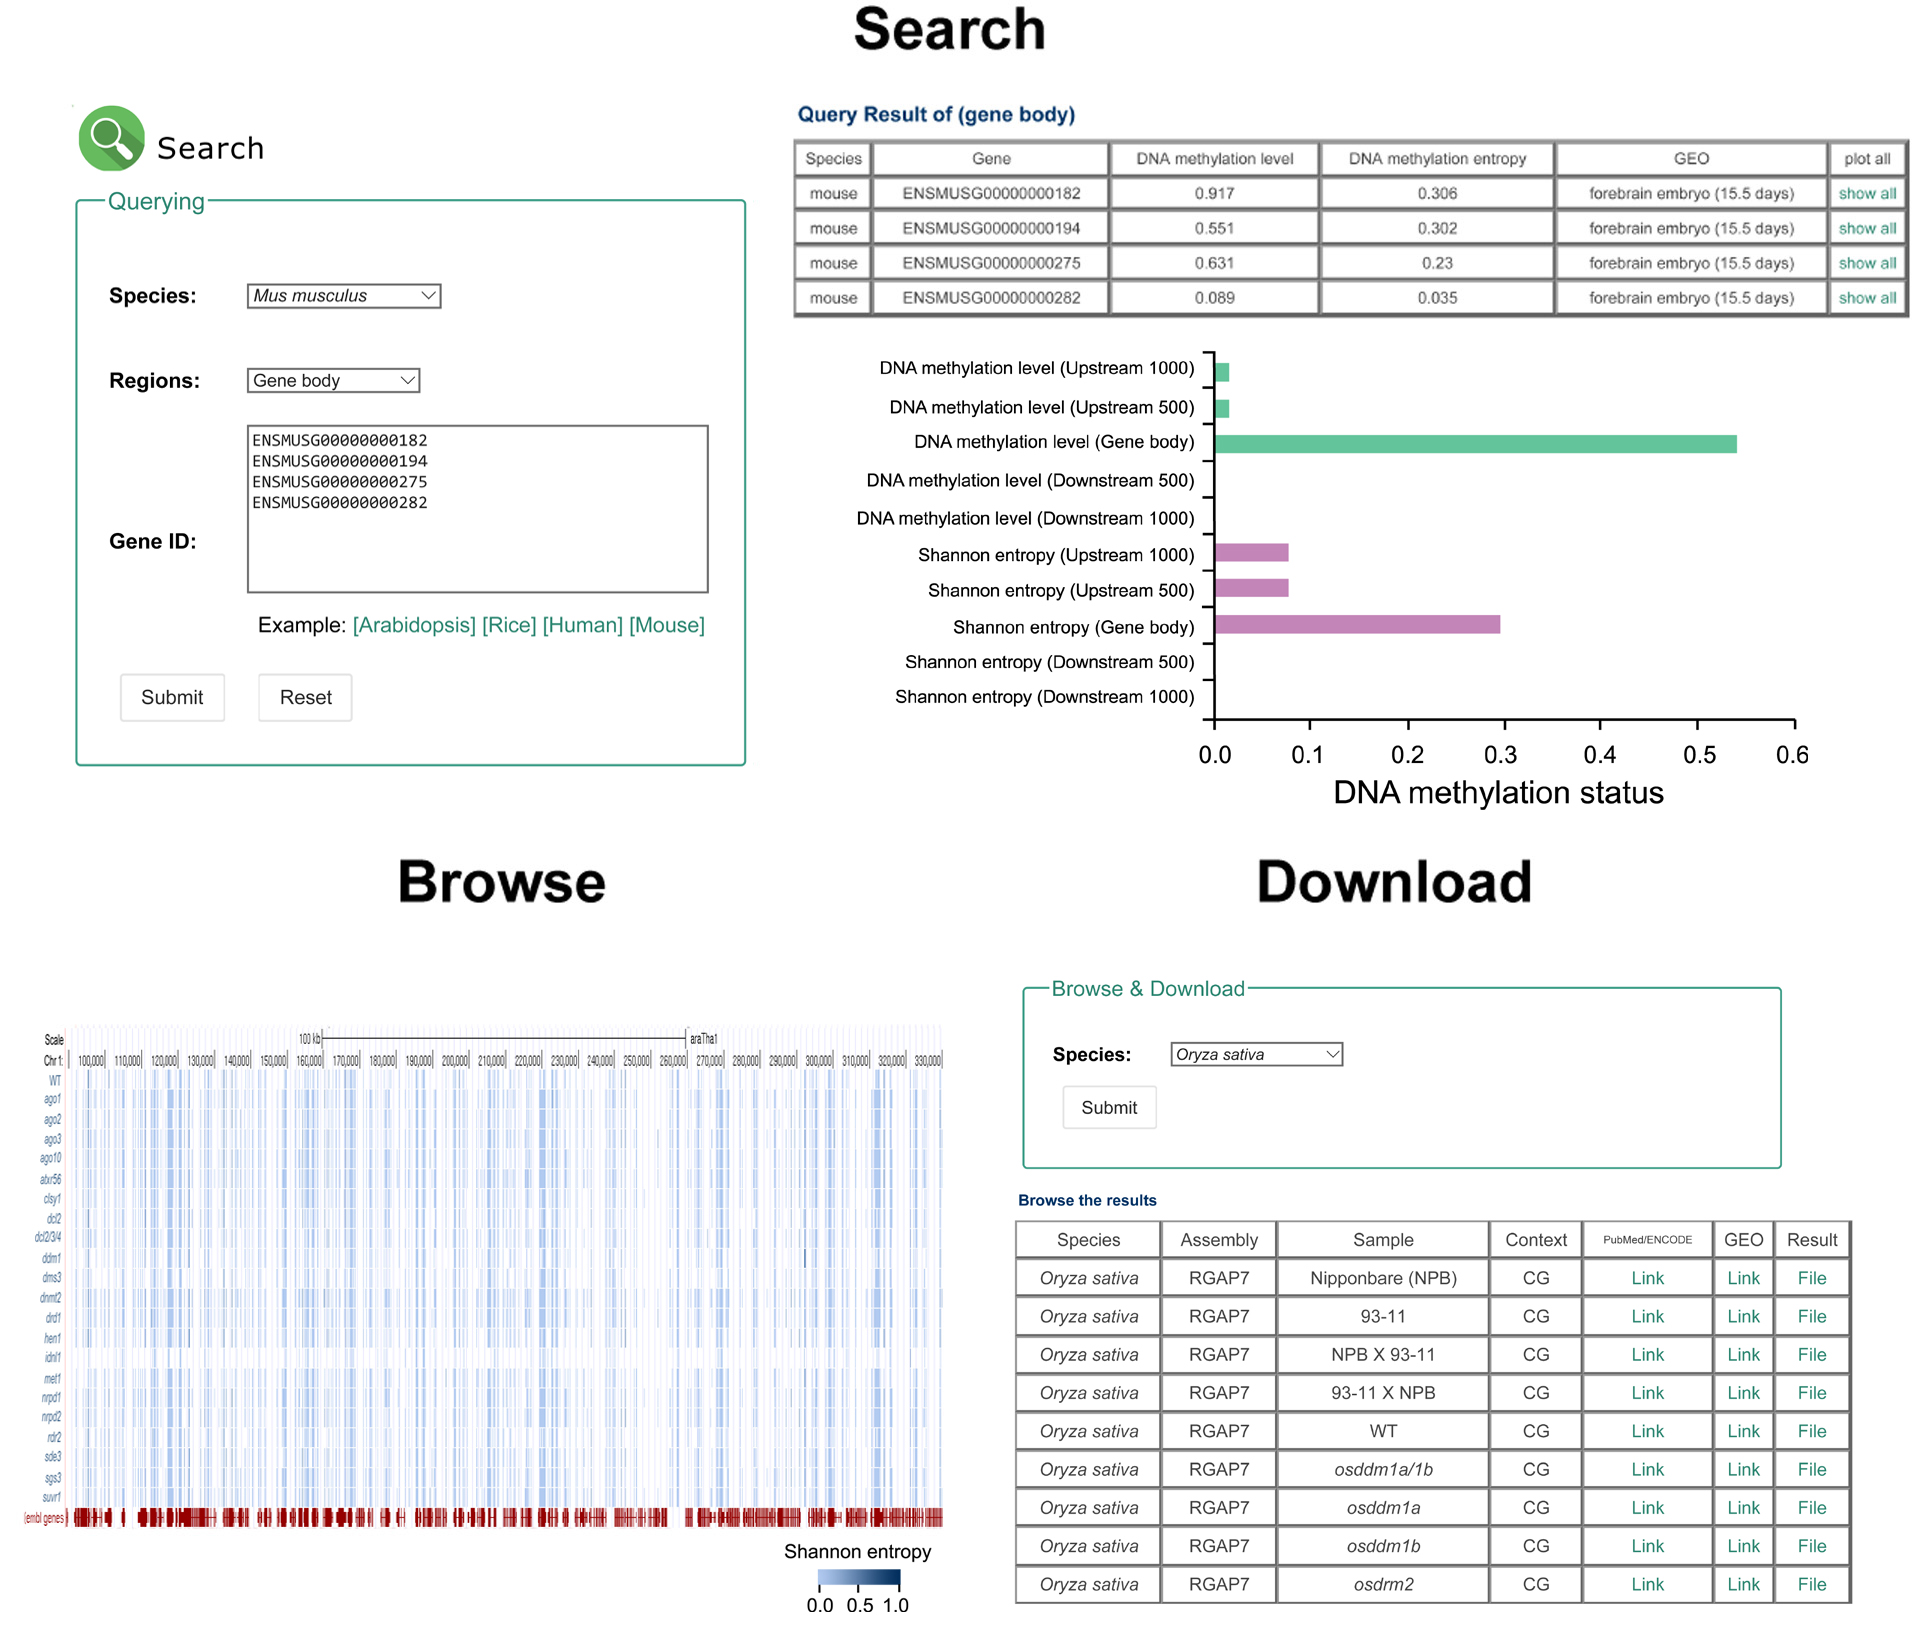 Search
Search
Querying
Species: Mus musculus
Regions: Gene body
Gene ID:
ENSMUSG00000000182
ENSMUSG00000000194
ENSMUSG00000000275
ENSMUSG00000000282
Example: [Arabidopsis] [Rice] [Human] [Mouse]
Submit Reset
Query Result of (gene body)
Species Gene DNA methylation level DNA methylation entropy GEO plot all
mouse ENSMUSG00000000182 0.917 0.306 forebrain embryo (15.5 days) show all
mouse ENSMUSG00000000194 0.551 0.302 forebrain embryo (15.5 days) show all
mouse ENSMUSG00000000275 0.631 0.23 forebrain embryo (15.5 days) show all
mouse ENSMUSG00000000282 0.089 0.035 forebrain embryo (15.5 days) show all
DNA methylation level (Upstream 1000)
DNA methylation level (Upstream 500)
DNA methylation level (Gene body)
DNA methylation level (Downstream 500)
DNA methylation level (Downstream 1000)
Shannon entropy (Upstream 1000)
Shannon entropy (Upstream 500)
Shannon entropy (Gene body)
Shannon entropy (Downstream 500)
Shannon entropy (Downstream 1000)
0.0 0.1 0.2 0.3 0.4 0.5 0.6
DNA methylation status
Browse
Scale 100 kb araTha1
Chr1: 100,000 110,000 120,000 130,000 140,000 150,000 160,000 170,000 180,000 190,000 200,000 210,000 220,000 230,000 240,000 250,000 260,000 270,000 280,000 290,000 300,000 310,000 320,000 330,000
WT
ago1
ago2
ago3
ago10
atxr56
clsy1
dcl2
dcl2/3/4
ddm1
dms3
dnmt2
drd1
hen1
idnl1
met1
nrpd1
nrpd2
rdr2
sde3
sgs3
suvr1
genes
Shannon entropy
0.0 0.5 1.0
Download
Browse & Download
Species: Oryza sativa
Submit
Browse the results
Species Assembly Sample Context PubMed/ENCODE GEO Result
Oryza sativa RGAP7 Nipponbare (NPB) CG Link Link File
Oryza sativa RGAP7 93-11 CG Link Link File
Oryza sativa RGAP7 NPB X 93-11 CG Link Link File
Oryza sativa RGAP7 93-11 X NPB CG Link Link File
Oryza sativa RGAP7 WT CG Link Link File
Oryza sativa RGAP7 osddm1a/1b CG Link Link File
Oryza sativa RGAP7 osddm1a CG Link Link File
Oryza sativa RGAP7 osddm1b CG Link Link File
Oryza sativa RGAP7 osdrm2 CG Link Link File